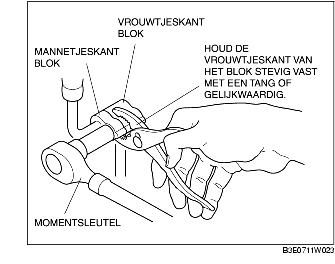 VROUWTJESKANT
BLOK
MANNETJESKANT
BLOK
HOUD DE
VROUWTJESKANT VAN
HET BLOK STEVIG VAST
MET EEN TANG OF
GELIJKWAARDIG.
MOMENTSLEUTEL
B3E0711W023